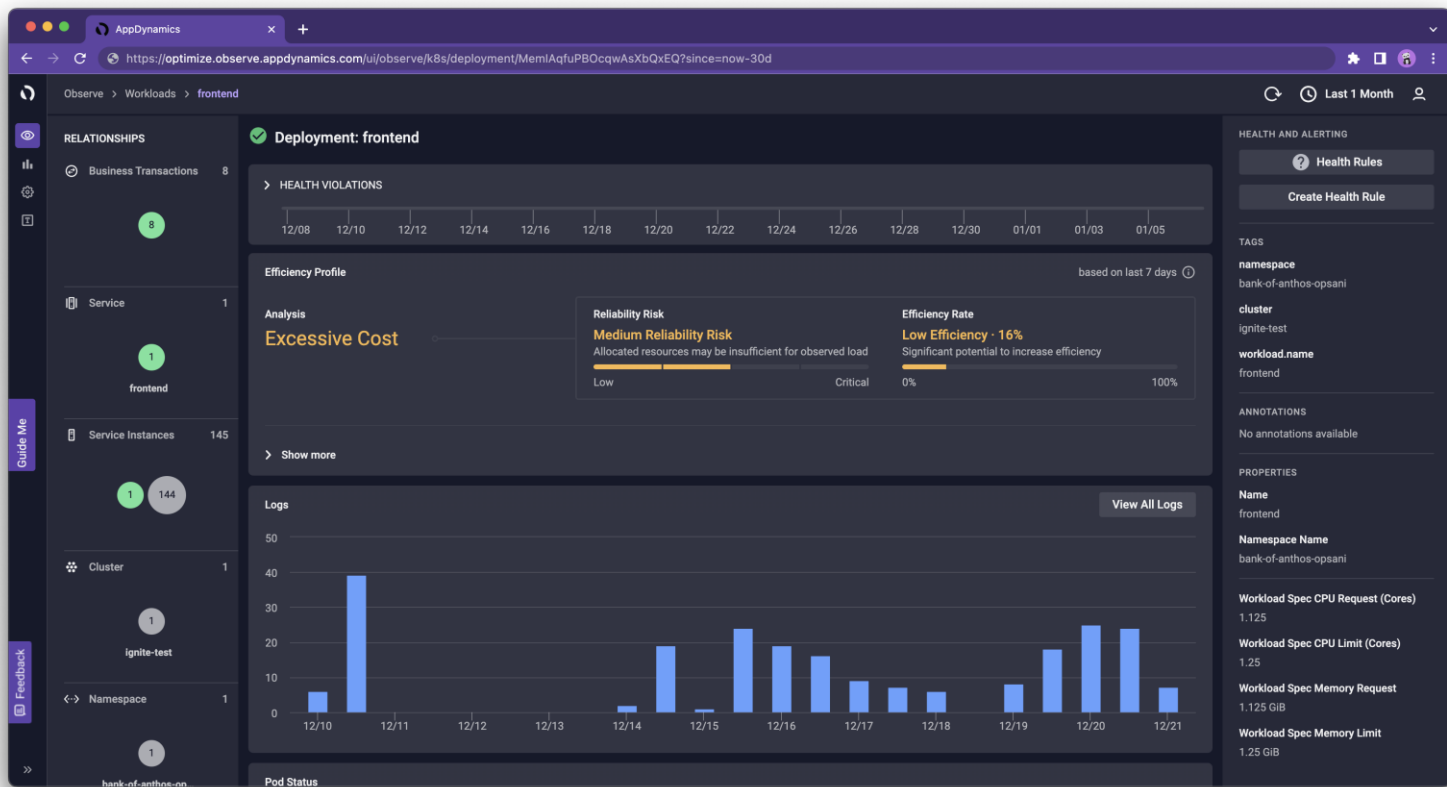 AppDynamics
https://optimize.observe.appdynamics.com/ui/observe/k8s/deployment/MemIAqfuPBOcqwAsXbQxEQ?since=now-30d
Observe > Workloads > frontend
Last 1 Month
RELATIONSHIPS
Business Transactions 8
8
Service 1
1
frontend
Service Instances 145
1 144
Cluster 1
1
ignite-test
Namespace 1
1
bank-of-anthos-op...
Guide Me
Feedback
Deployment: frontend
HEALTH VIOLATIONS
12/08 12/10 12/12 12/14 12/16 12/18 12/20 12/22 12/24 12/26 12/28 12/30 01/01 01/03 01/05
Efficiency Profile
based on last 7 days
Analysis
Excessive Cost
Reliability Risk
Medium Reliability Risk
Allocated resources may be insufficient for observed load
Low Critical
Efficiency Rate
Low Efficiency · 16%
Significant potential to increase efficiency
0% 100%
Show more
Logs
View All Logs
50
40
30
20
10
0
12/10 12/11 12/12 12/13 12/14 12/15 12/16 12/17 12/18 12/19 12/20 12/21
Pod Status
HEALTH AND ALERTING
? Health Rules
Create Health Rule
TAGS
namespace
bank-of-anthos-opsani
cluster
ignite-test
workload.name
frontend
ANNOTATIONS
No annotations available
PROPERTIES
Name
frontend
Namespace Name
bank-of-anthos-opsani
Workload Spec CPU Request (Cores)
1.125
Workload Spec CPU Limit (Cores)
1.25
Workload Spec Memory Request
1.125 GiB
Workload Spec Memory Limit
1.25 GiB